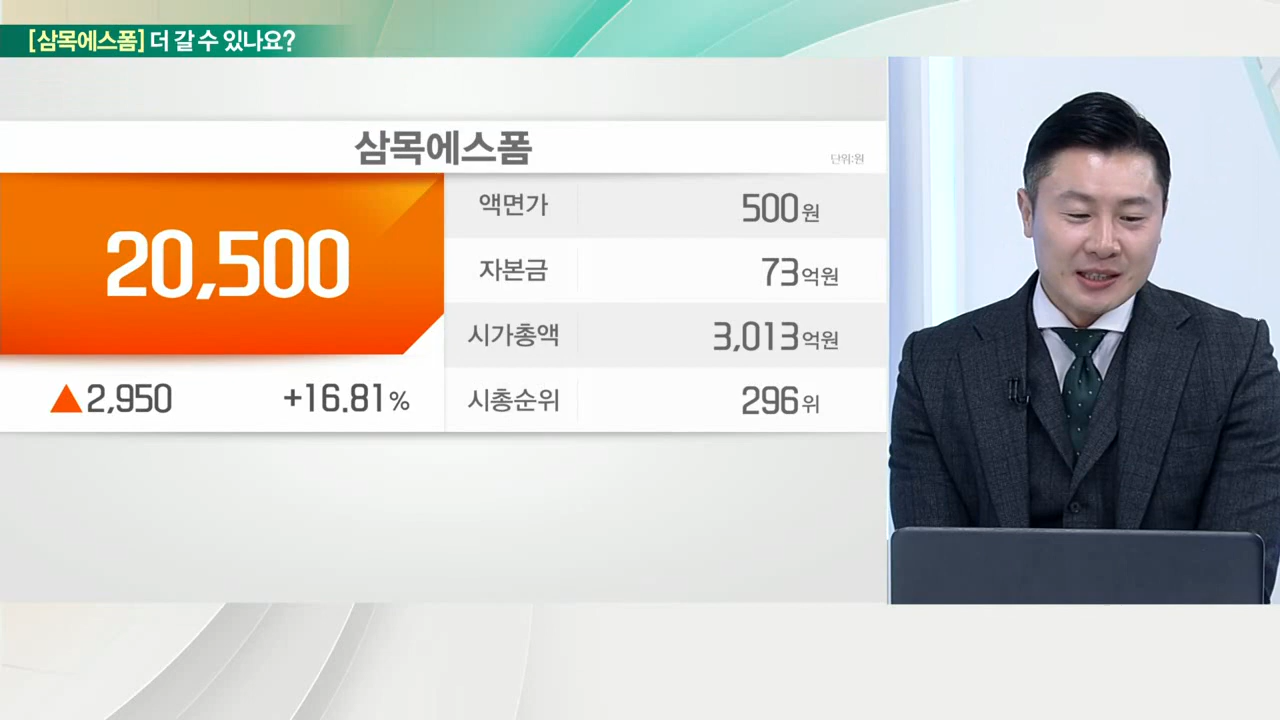 [삼목에스폼] 더 갈 수 있나요?
삼목에스폼
단위:원
20,500
▲2,950 +16.81%
액면가 500원
자본금 73억원
시가총액 3,013억원
시총순위 296위